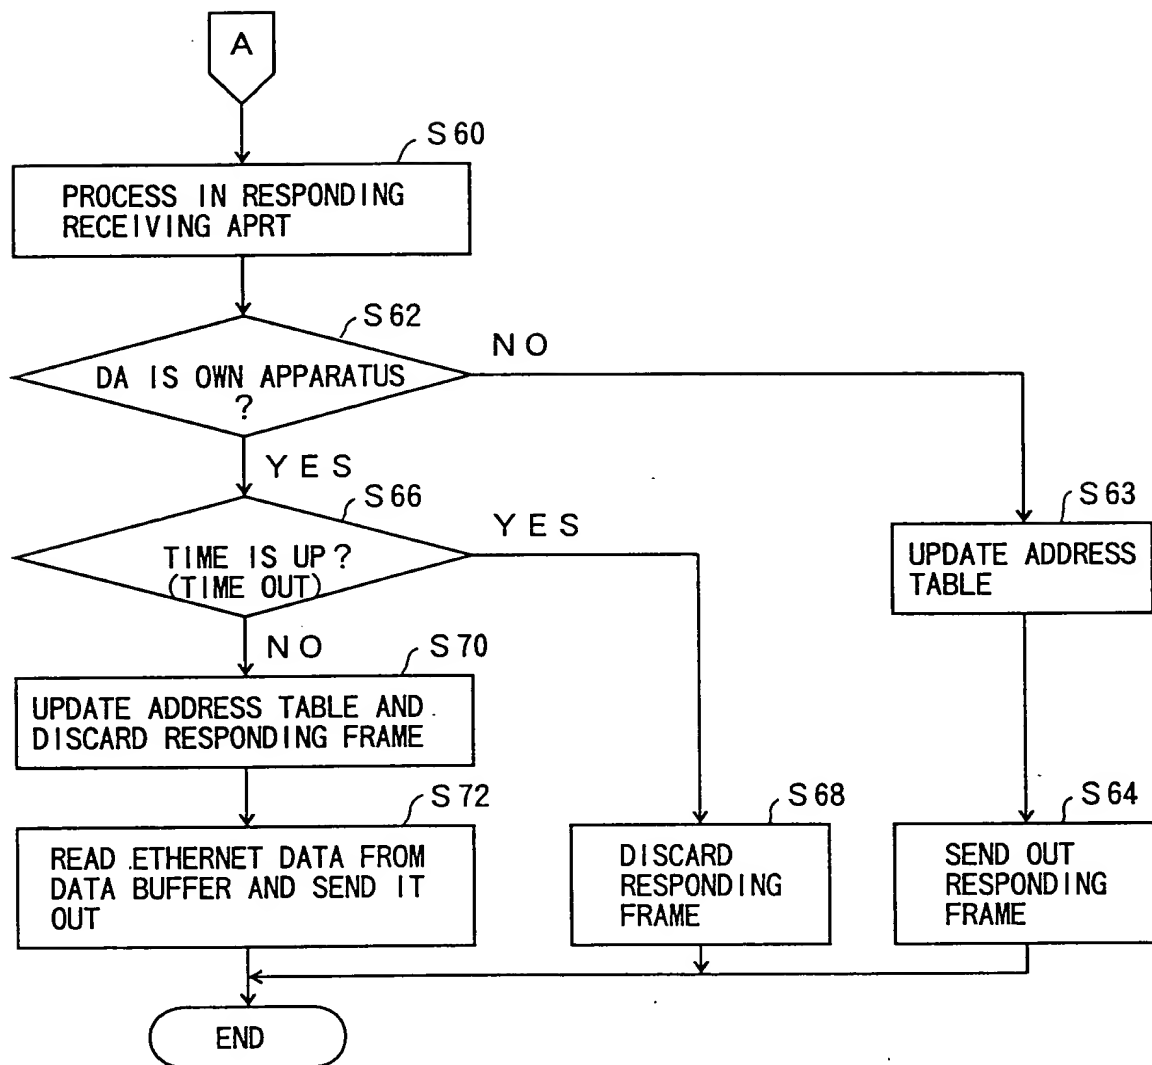 A
S60
PROCESS IN RESPONDING
RECEIVING APRT
S62
NO
DA IS OWN APPARATUS
?
YES
S66
YES
S63
TIME IS UP?
(TIME OUT)
UPDATE ADDRESS
TABLE
NO
S70
UPDATE ADDRESS TABLE AND
DISCARD RESPONDING FRAME
S72
S68
S64
READ ETHERNET DATA FROM
DATA BUFFER AND SEND IT
OUT
DISCARD
RESPONDING
FRAME
SEND OUT
RESPONDING
FRAME
END